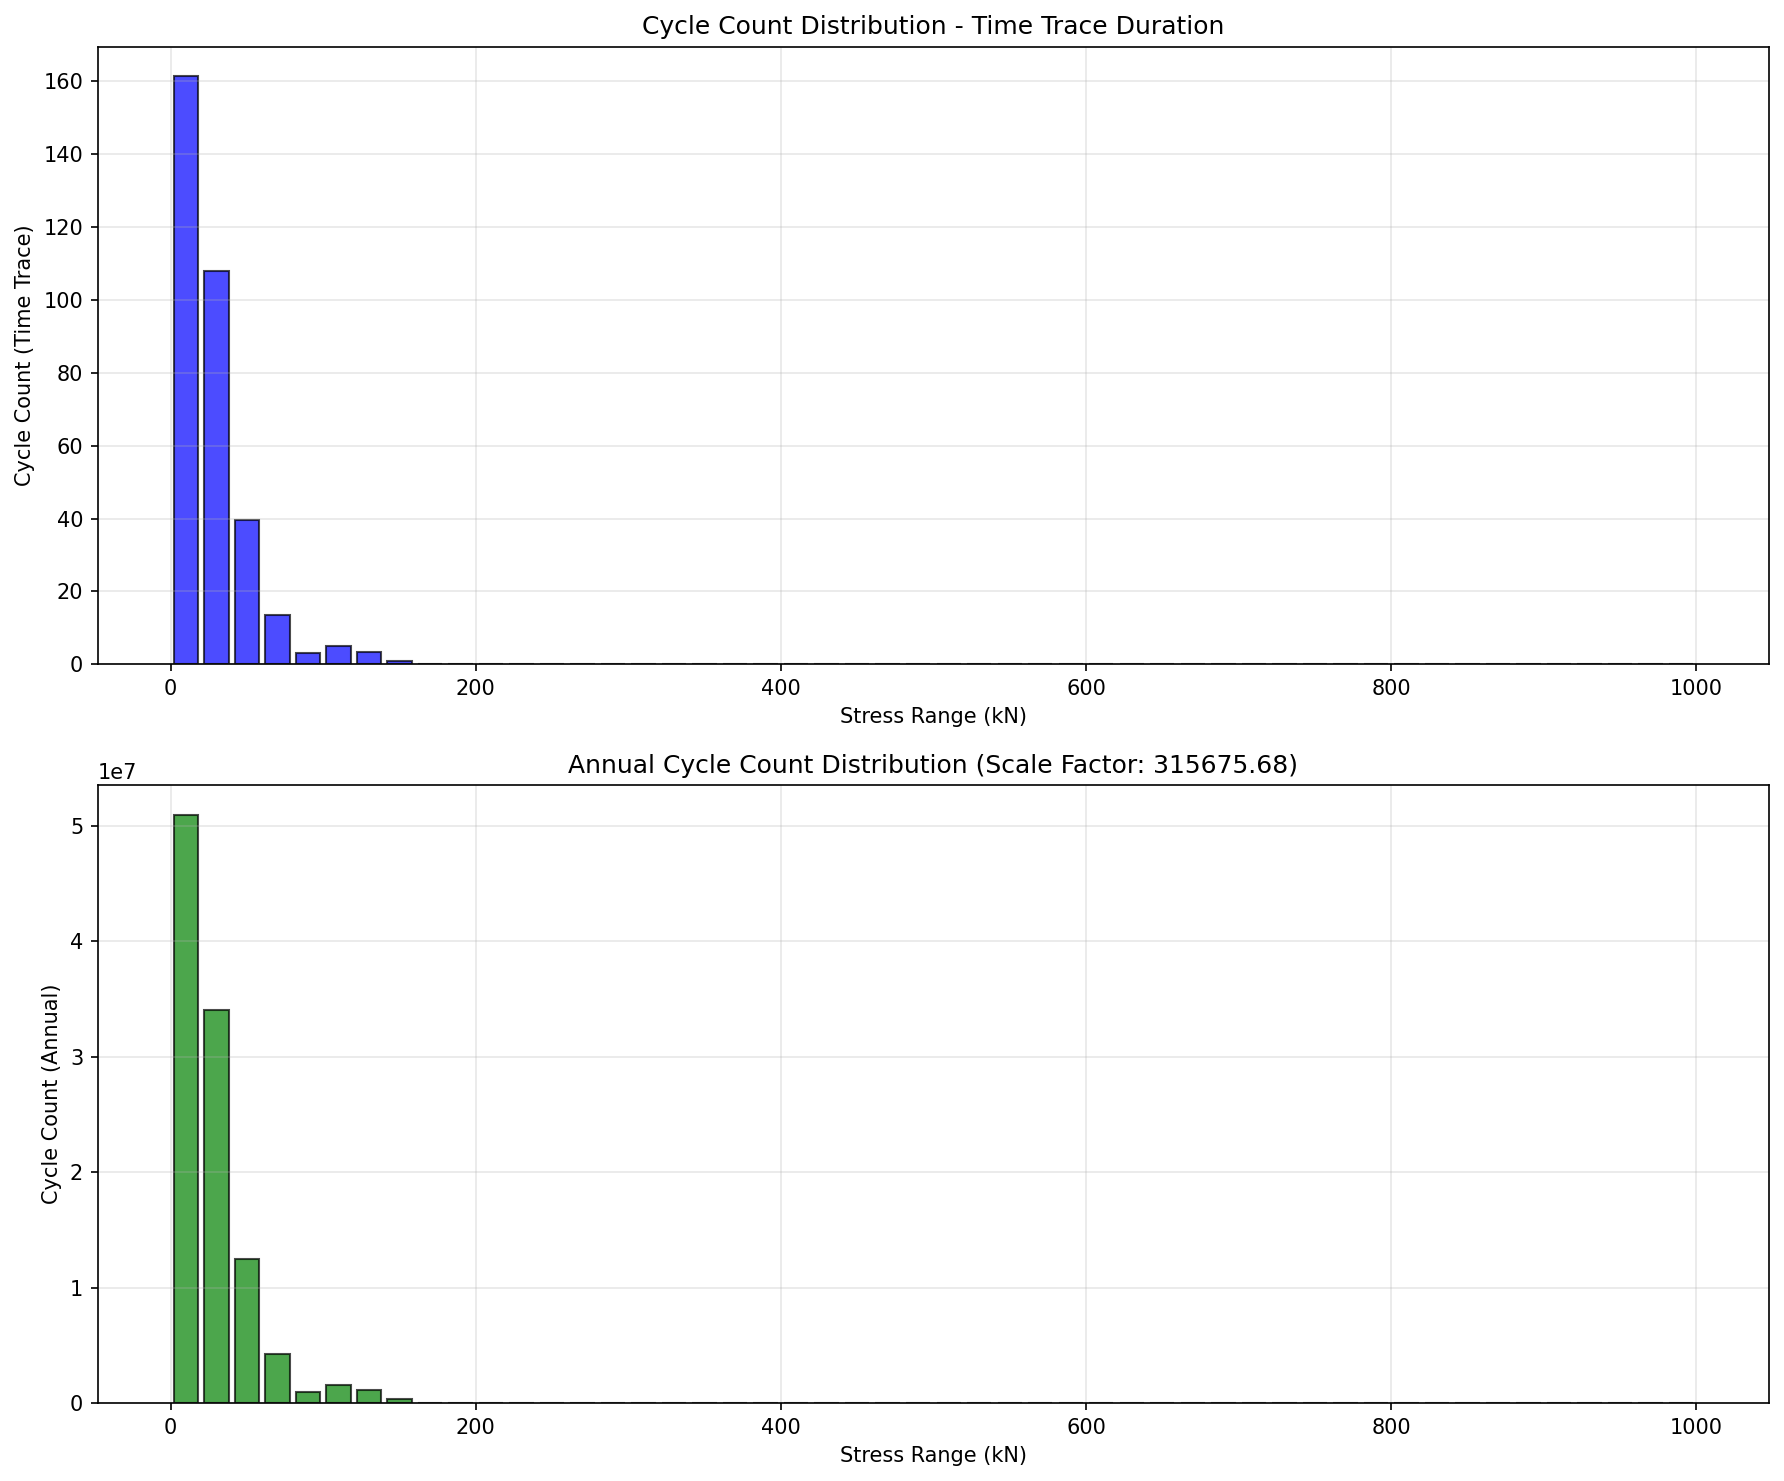 Cycle Count Distribution - Time Trace Duration
160
140
120
100
80
60
40
20
0
Cycle Count (Time Trace)
0 200 400 600 800 1000
Stress Range (kN)
Annual Cycle Count Distribution (Scale Factor: 315675.68)
1e7
5
4
3
2
1
0
Cycle Count (Annual)
0 200 400 600 800 1000
Stress Range (kN)